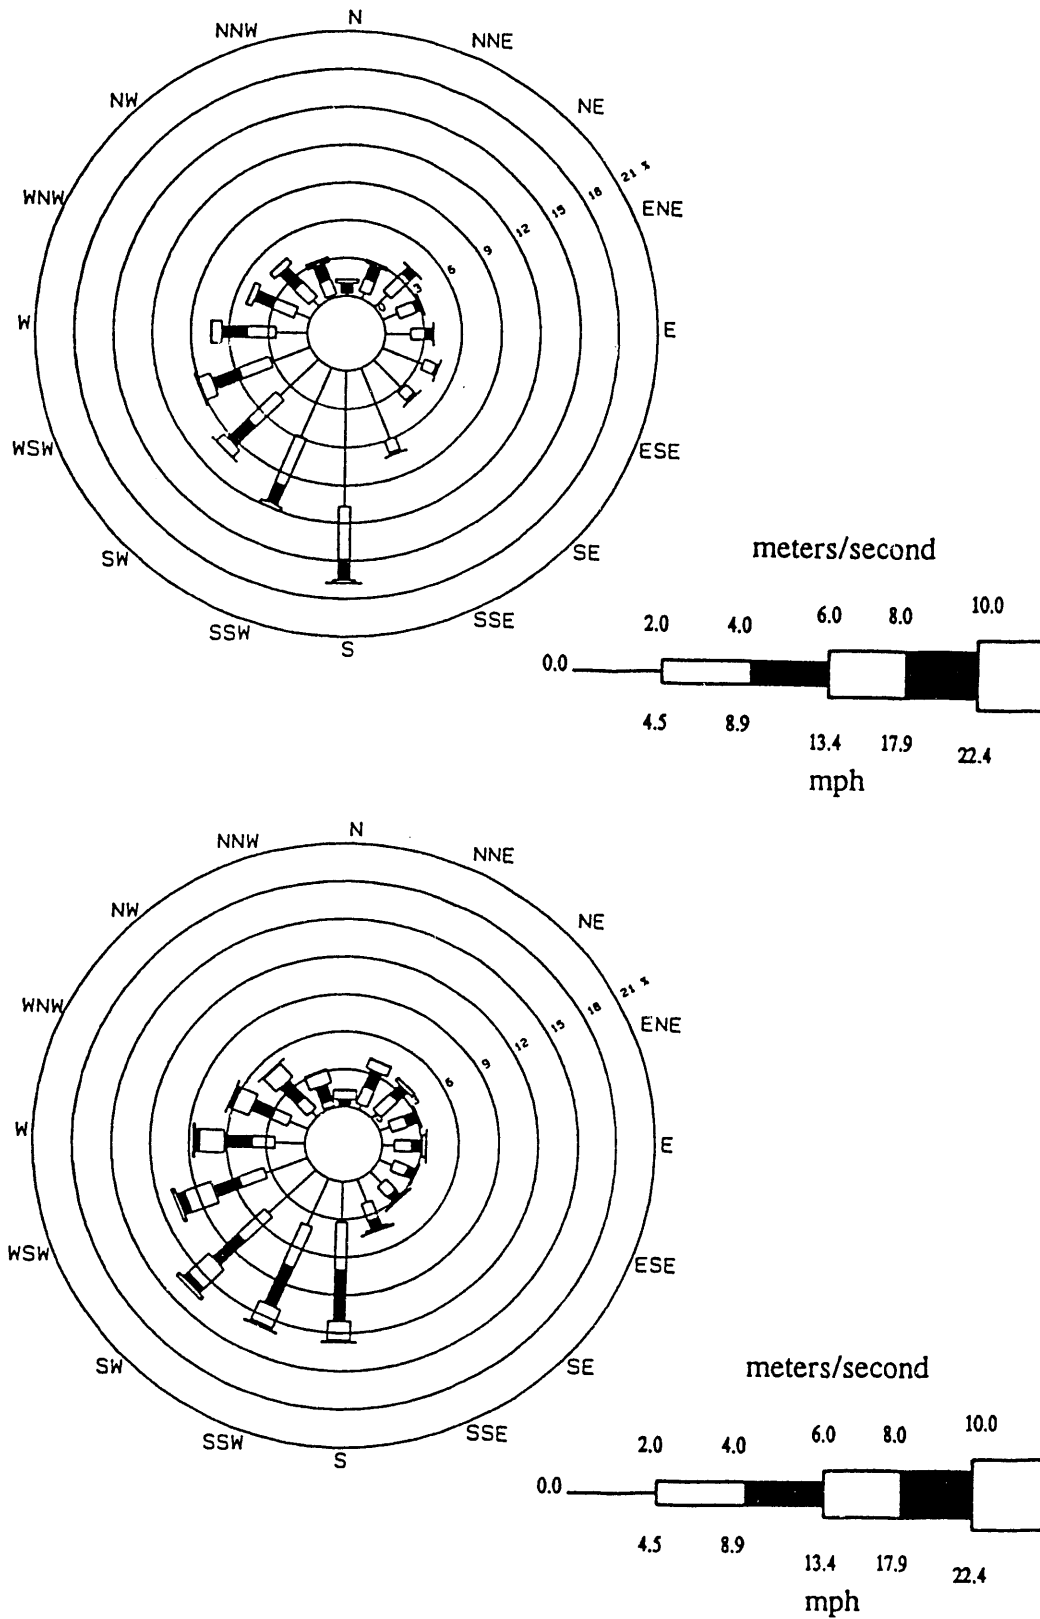 N
NNW
NNE
NW
NE
21 %
18
WNW
15
ENE
12
9
6
3
0
W
E
WSW
ESE
SW
SE
SSW
SSE
S
meters/second
2.0 4.0 6.0 8.0 10.0
0.0
4.5 8.9 13.4 17.9 22.4
mph
N
NNW
NNE
NW
NE
21 %
18
WNW
15
ENE
12
9
6
W
E
WSW
ESE
SW
SE
SSW
SSE
S
meters/second
2.0 4.0 6.0 8.0 10.0
0.0
4.5 8.9 13.4 17.9 22.4
mph